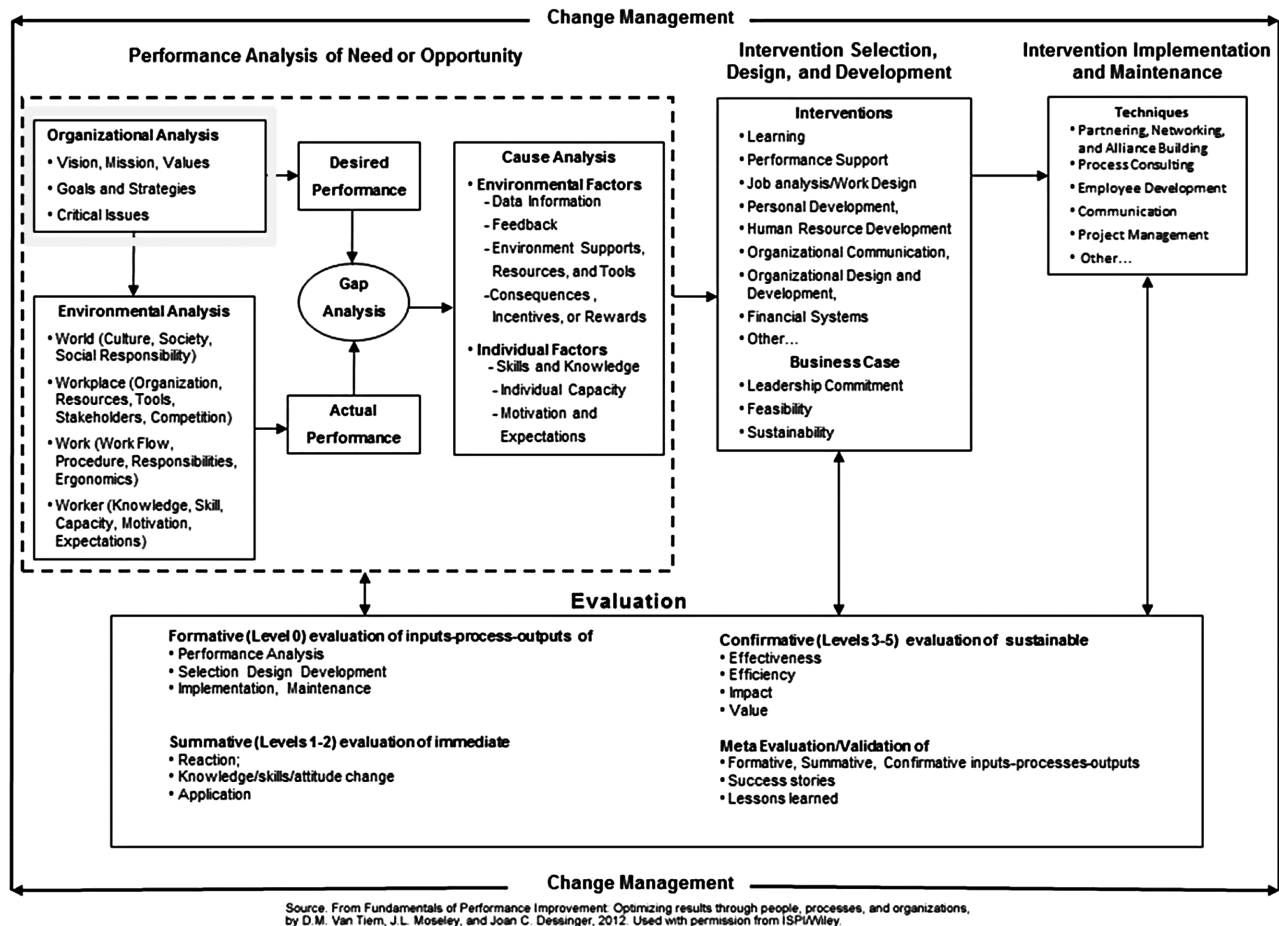 Change Management
Performance Analysis of Need or Opportunity
Intervention Selection,
Design, and Development
Intervention Implementation
and Maintenance
Organizational Analysis
• Vision, Mission, Values
• Goals and Strategies
• Critical Issues
Desired
Performance
Gap
Analysis
Environmental Analysis
• World (Culture, Society,
Social Responsibility)
• Workplace (Organization,
Resources, Tools,
Stakeholders, Competition)
• Work (Work Flow,
Procedure, Responsibilities,
Ergonomics)
• Worker (Knowledge, Skill,
Capacity, Motivation,
Expectations)
Actual
Performance
Cause Analysis
• Environmental Factors
- Data Information
- Feedback
- Environment Supports,
Resources, and Tools
-Consequences ,
Incentives, or Rewards
• Individual Factors
- Skills and Knowledge
- Individual Capacity
- Motivation and
Expectations
Interventions
• Learning
• Performance Support
• Job analysis/Work Design
• Personal Development,
• Human Resource Development
• Organizational Communication,
• Organizational Design and
Development,
• Financial Systems
• Other...
Business Case
• Leadership Commitment
• Feasibility
• Sustainability
Techniques
• Partnering, Networking,
and Alliance Building
• Process Consulting
• Employee Development
• Communication
• Project Management
• Other...
Evaluation
Formative (Level 0) evaluation of inputs-process-outputs of
• Performance Analysis
• Selection Design Development
• Implementation, Maintenance
Summative (Levels 1-2) evaluation of immediate
• Reaction;
• Knowledge/skills/attitude change
• Application
Confirmative (Levels 3-5) evaluation of sustainable
• Effectiveness
• Efficiency
• Impact
• Value
Meta Evaluation/Validation of
• Formative, Summative, Confirmative inputs-processes-outputs
• Success stories
• Lessons learned
Change Management
Source. From Fundamentals of Performance Improvement: Optimizing results through people, processes, and organizations,
by D.M. Van Tiem, J.L. Moseley, and Joan C. Dessinger, 2012. Used with permission from ISPI/Wiley.